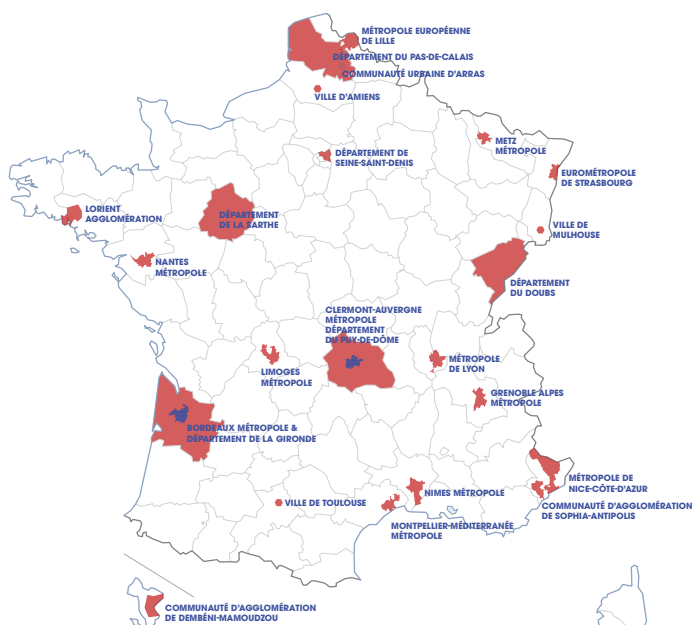 MÉTROPOLE EUROPÉENNE
DE LILLE
DÉPARTEMENT DU PAS-DE-CALAIS
COMMUNAUTÉ URBAINE D'ARRAS
VILLE D'AMIENS
METZ
MÉTROPOLE
DÉPARTEMENT DE
SEINE-SAINT-DENIS
EUROMÉTROPOLE
DE STRASBOURG
LORIENT
AGGLOMÉRATION
DÉPARTEMENT
DE LA SARTHE
VILLE DE
MULHOUSE
NANTES
MÉTROPOLE
DÉPARTEMENT
DU DOUBS
CLERMONT-AUVERGNE
MÉTROPOLE
DÉPARTEMENT
DU PUY-DE-DÔME
LIMOGES
MÉTROPOLE
MÉTROPOLE
DE LYON
GRENOBLE ALPES
MÉTROPOLE
BORDEAUX MÉTROPOLE &
DÉPARTEMENT DE LA GIRONDE
MÉTROPOLE DE
NICE-CÔTE-D'AZUR
NIMES MÉTROPOLE
VILLE DE TOULOUSE
COMMUNAUTÉ D'AGGLOMÉRATION
DE SOPHIA-ANTIPOLIS
MONTPELLIER-MÉDITERRANÉE
MÉTROPOLE
COMMUNAUTÉ D'AGGLOMÉRATION
DE DEMBÉNI-MAMOUDZOU